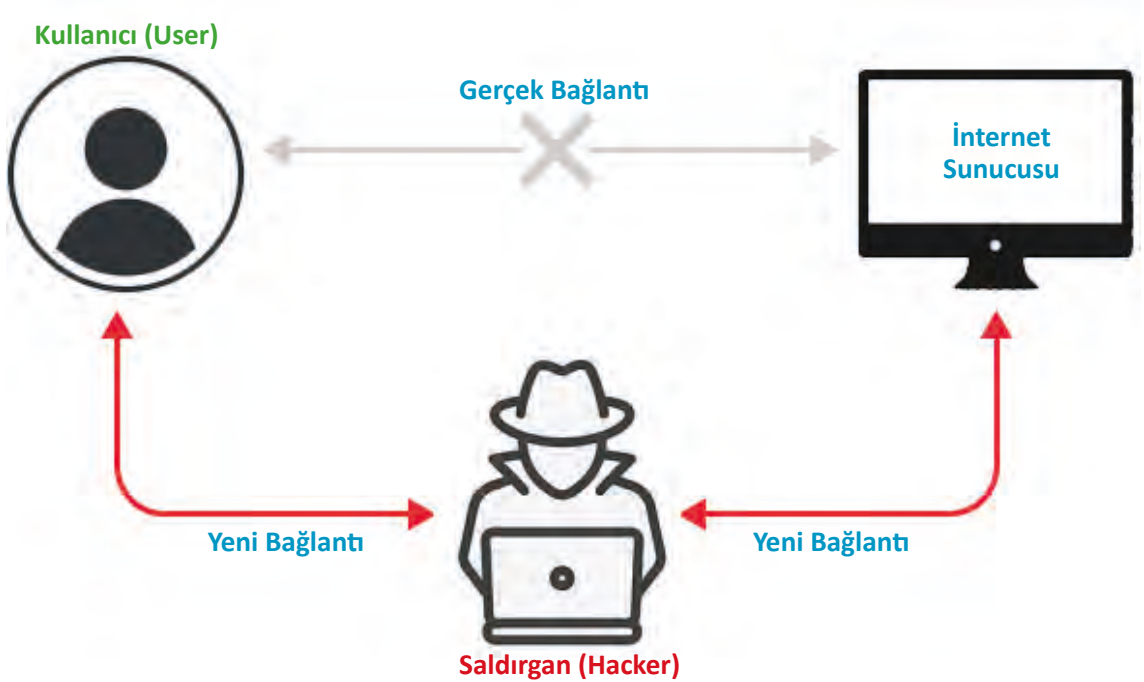 Kullanıcı (User)
Gerçek Bağlantı
İnternet
Sunucusu
Yeni Bağlantı
Yeni Bağlantı
Saldırgan (Hacker)